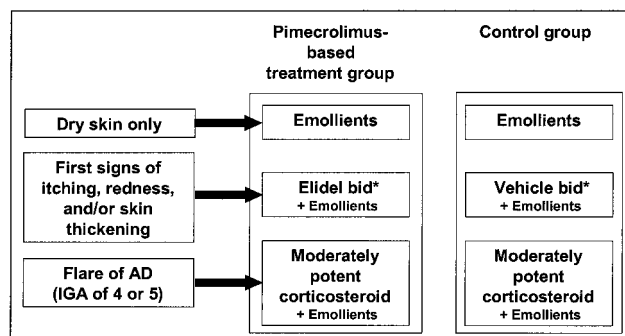 Pimecrolimus-
based
treatment group
Control group
Dry skin only
Emollients
Emollients
First signs of
itching, redness,
and/or skin
thickening
Elidel bid*
+ Emollients
Vehicle bid*
+ Emollients
Flare of AD
(IGA of 4 or 5)
Moderately
potent
corticosteroid
+ Emollients
Moderately
potent
corticosteroid
+ Emollients